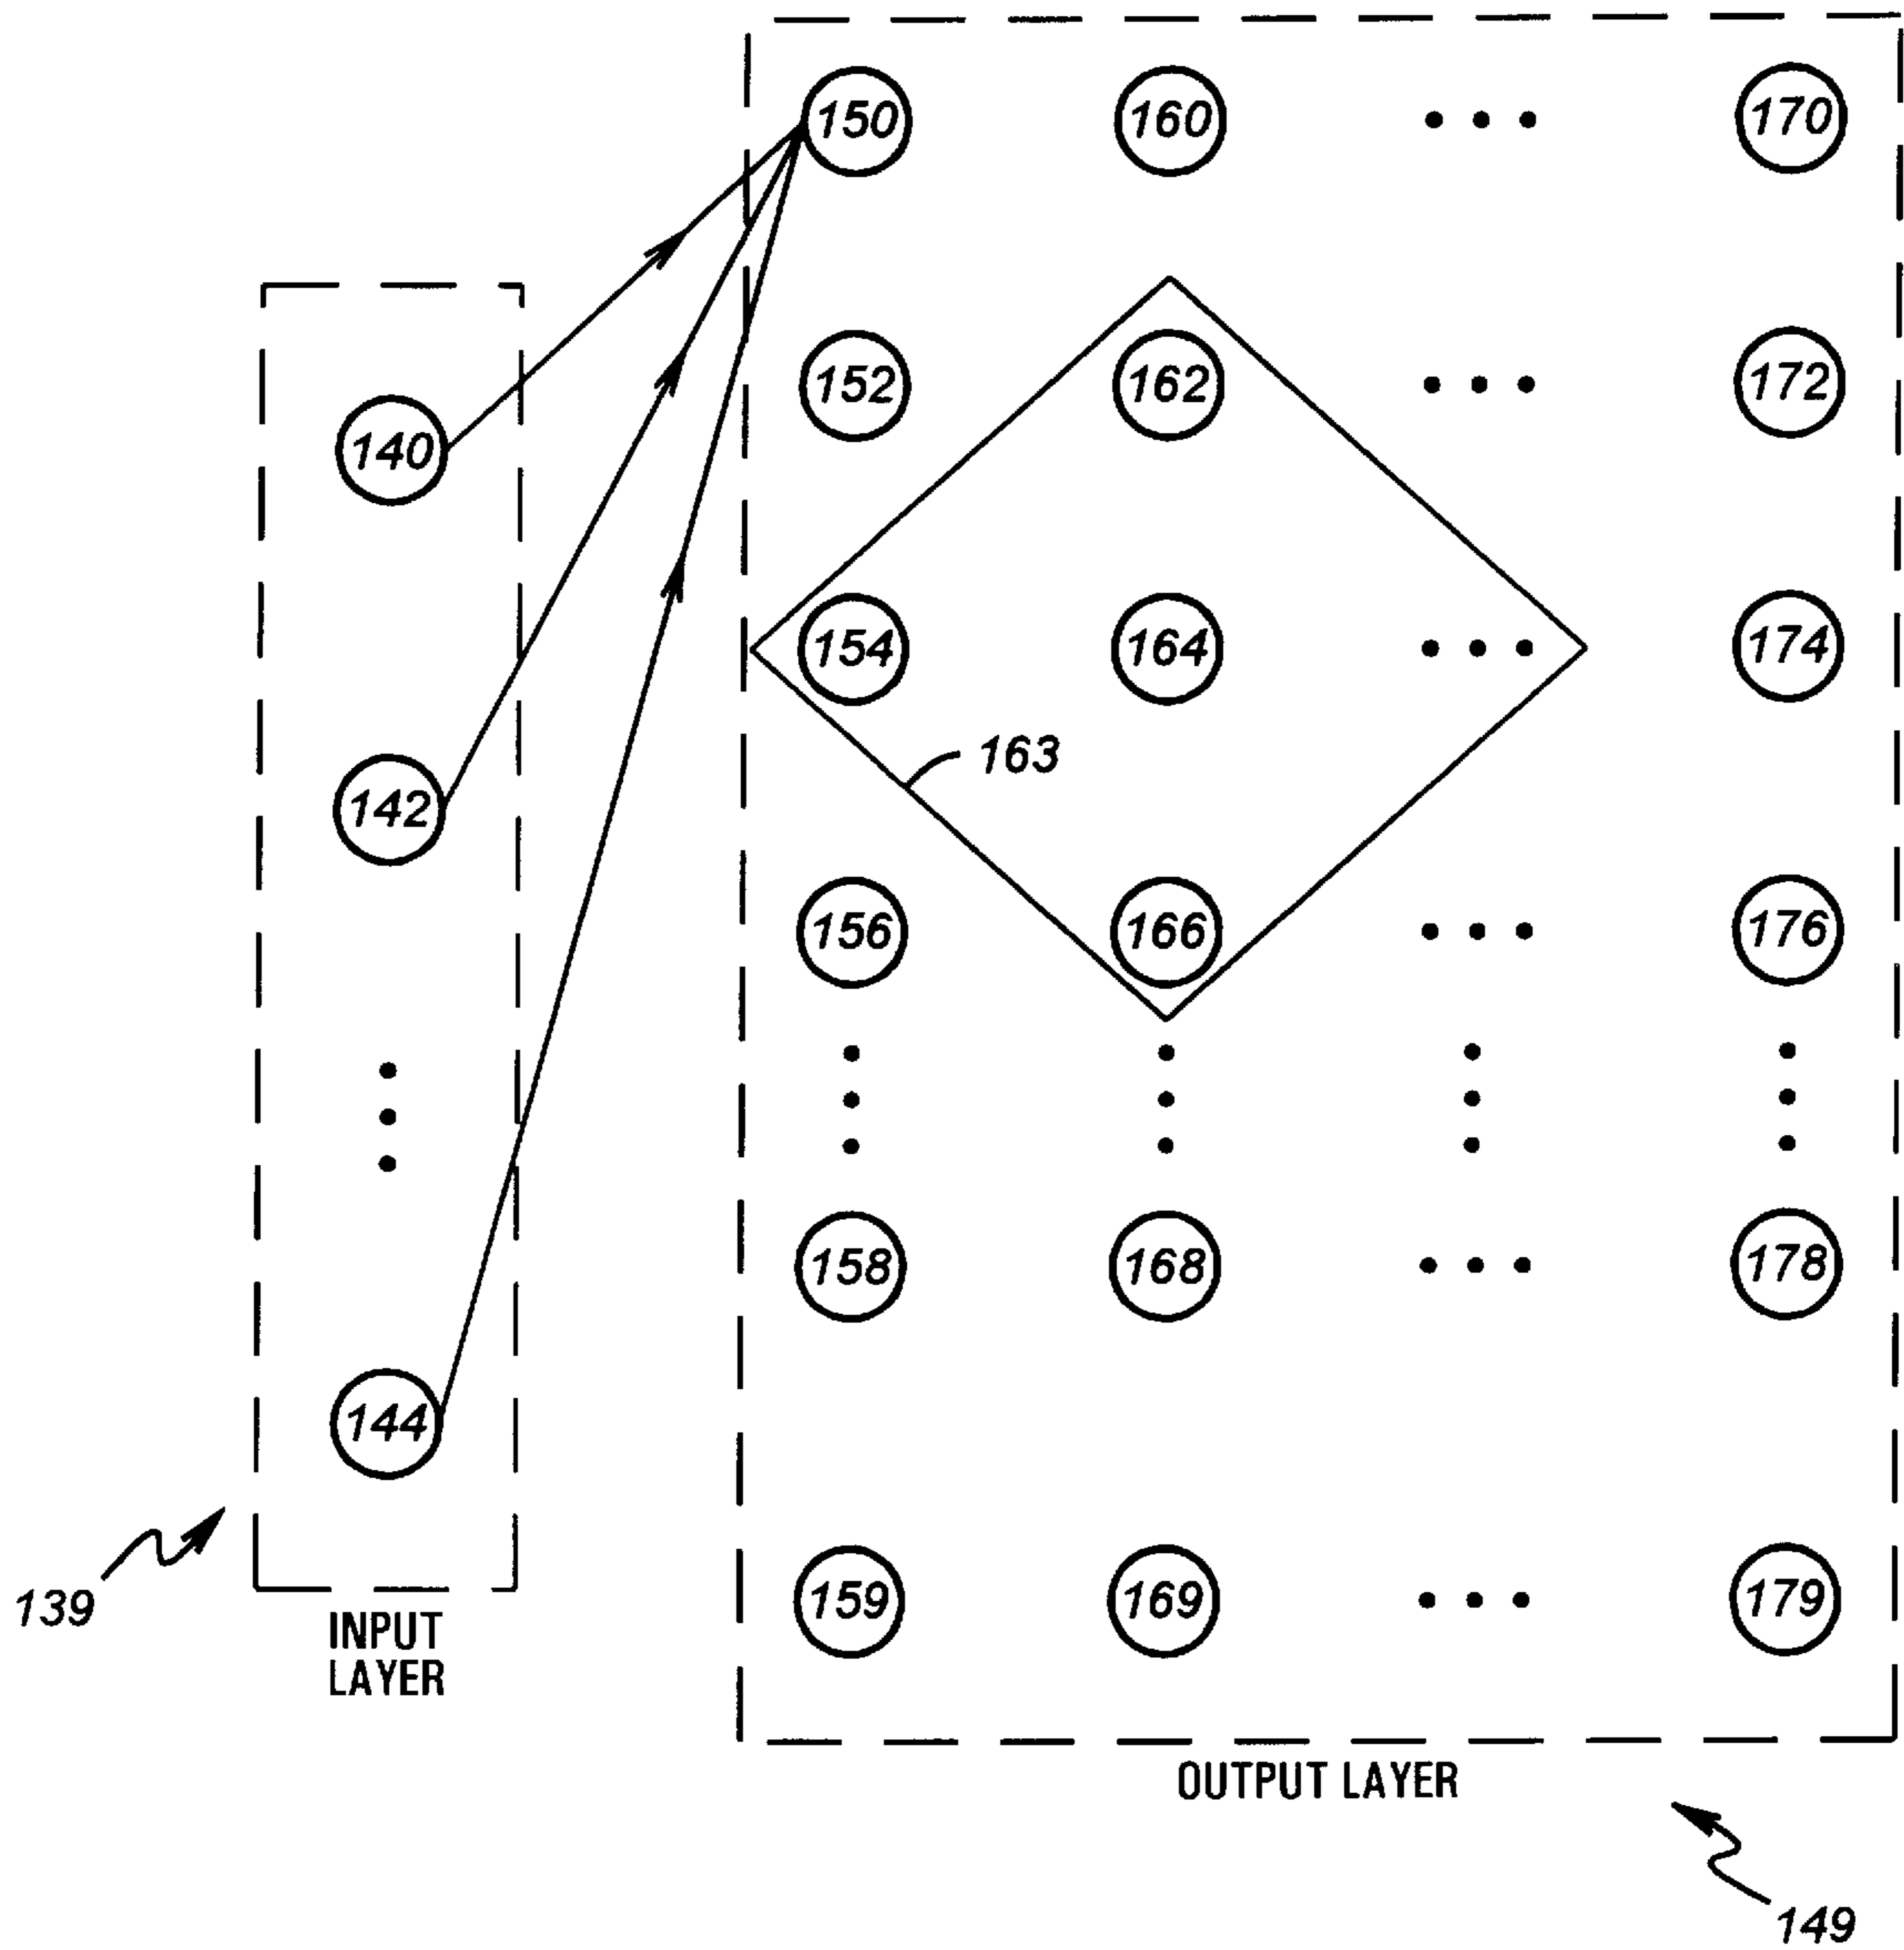 150 160 • • • 170
152 162 • • • 172
140
154 164 • • • 174
163
142
156 166 • • • 176
158 168 • • • 178
144
159 169 • • • 179
139
INPUT
LAYER
OUTPUT LAYER
149